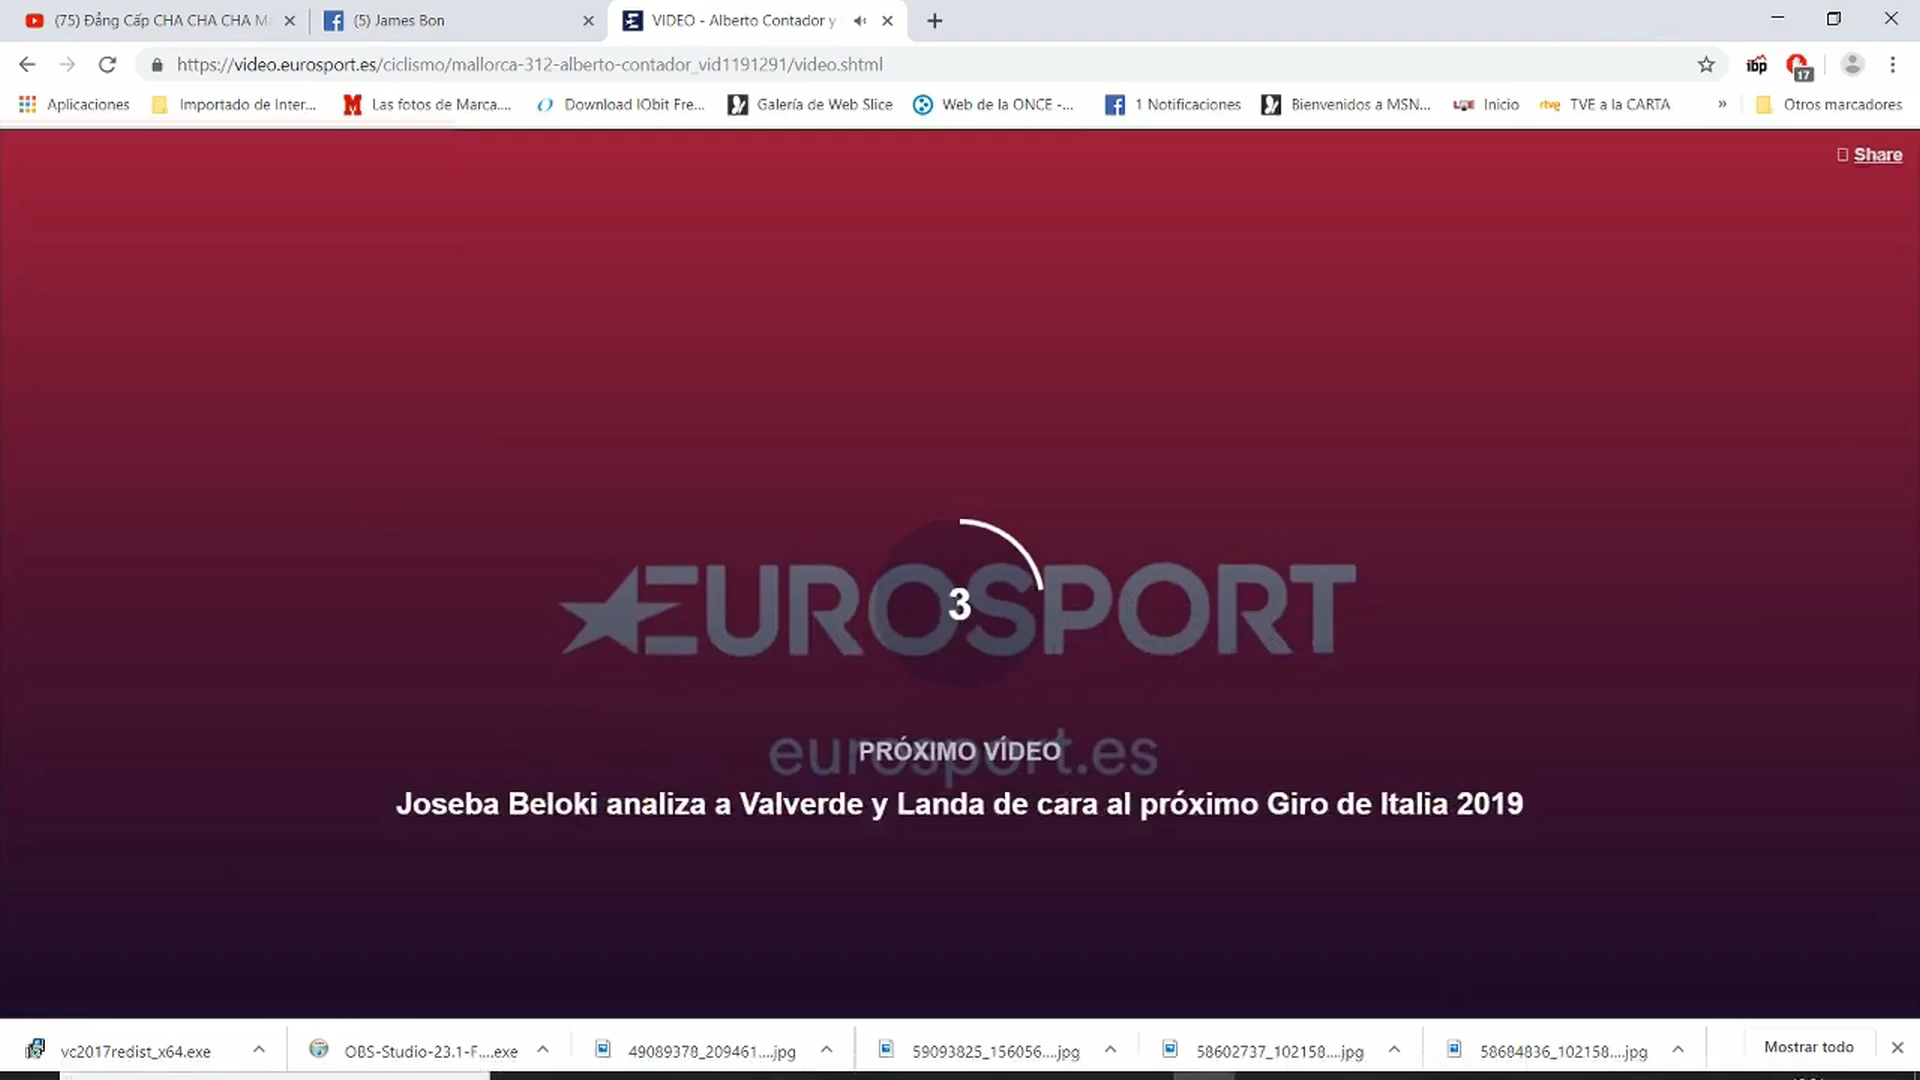 (75) Đẳng Cấp CHA CHA CHA M
(5) James Bon
VIDEO - Alberto Contador y
https://video.eurosport.es/ciclismo/mallorca-312-alberto-contador_vid1191291/video.shtml
ibp
17
Aplicaciones
Importado de Inter...
Las fotos de Marca....
Download IObit Fre...
Galería de Web Slice
Web de la ONCE -...
1 Notificaciones
Bienvenidos a MSN...
Inicio
rtve
TVE a la CARTA
»
Otros marcadores
Share
EUROSPORT
3
eurosport.es
PRÓXIMO VÍDEO
Joseba Beloki analiza a Valverde y Landa de cara al próximo Giro de Italia 2019
vc2017redist_x64.exe
OBS-Studio-23.1-F....exe
49089378_209461....jpg
59093825_156056....jpg
58602737_102158....jpg
58684836_102158....jpg
Mostrar todo